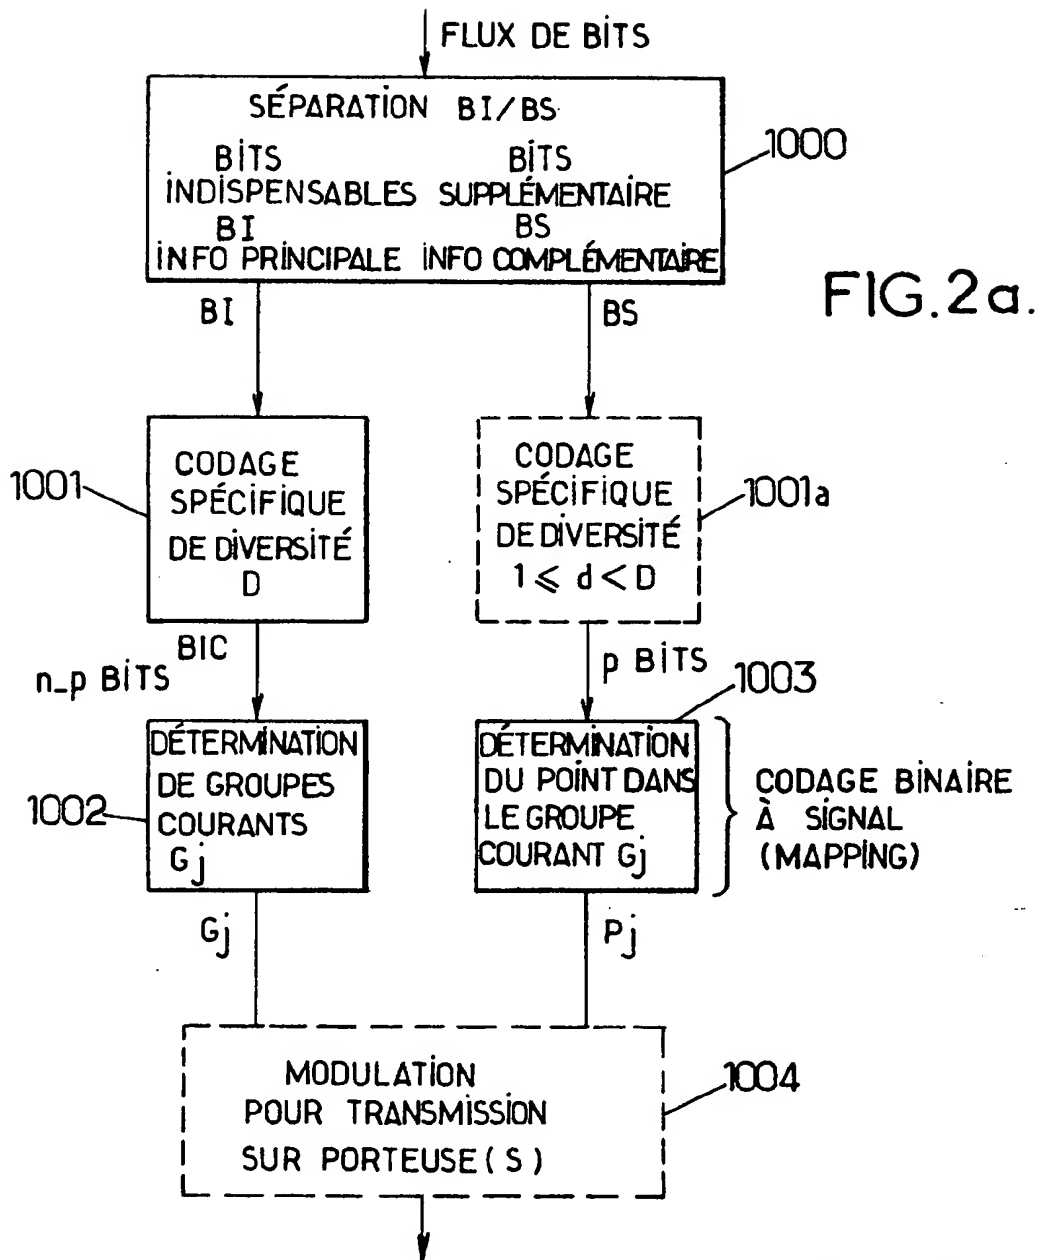 FLUX DE BITS
SÉPARATION BI/BS
BITS
INDISPENSABLES
BI
INFO PRINCIPALE
BITS
SUPPLÉMENTAIRE
BS
INFO COMPLÉMENTAIRE
1000
FIG.2a.
BI
BS
1001
CODAGE
SPÉCIFIQUE
DE DIVERSITÉ
D
CODAGE
SPÉCIFIQUE
DE DIVERSITÉ
1 ⩽ d < D
1001a
BIC
n_p BITS
p BITS
1003
1002
DÉTERMINATION
DE GROUPES
COURANTS
Gj
DÉTERMINATION
DU POINT DANS
LE GROUPE
COURANT Gj
CODAGE BINAIRE
À SIGNAL
(MAPPING)
Gj
Pj
MODULATION
POUR TRANSMISSION
SUR PORTEUSE(S)
1004